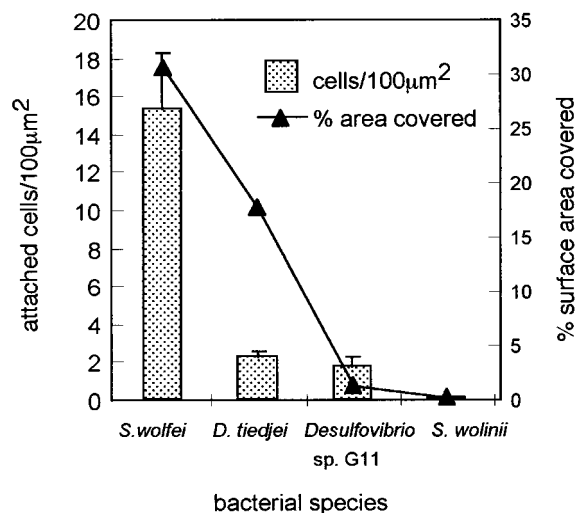 20
18
16
14
12
10
8
6
4
2
0
attached cells/100μm2
35
30
25
20
15
10
5
0
% surface area covered
cells/100μm2
% area covered
S.wolfei D. tiedjei Desulfovibrio S. wolinii
sp. G11
bacterial species